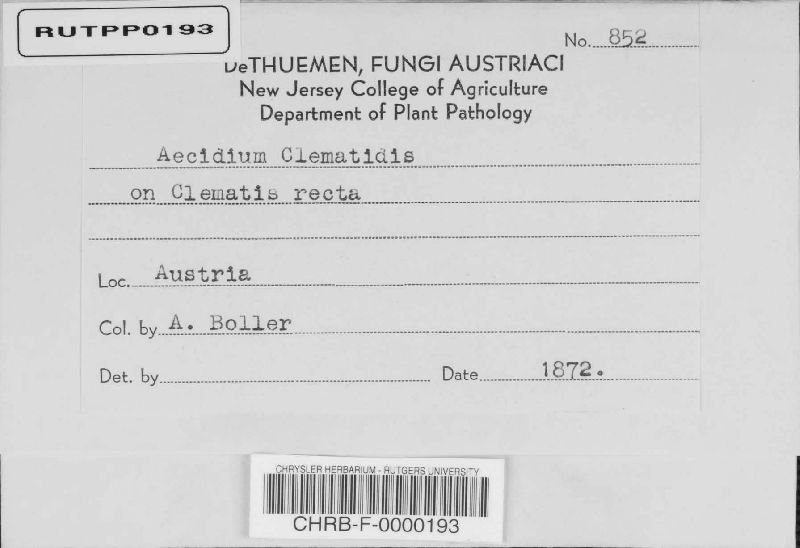 RUTPP0193
No. 852
DeTHUEMEN, FUNGI AUSTRIACI
New Jersey College of Agriculture
Department of Plant Pathology
Aecidium Clematidis
on Clematis recta
Loc. Austria
Col. by A. Boller
Det. by
Date 1872.
CHRYSLER HERBARIUM - RUTGERS UNIVERSITY
CHRB-F-0000193